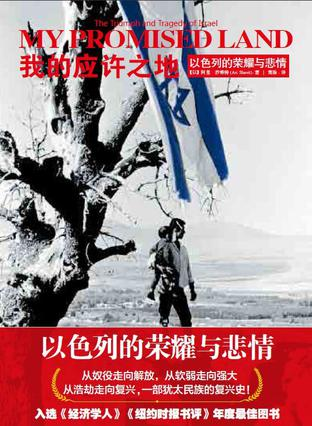 The Triumph and Tragedy of Israel
MY PROMISED LAND
我的应许之地
以色列的荣耀与悲情
【以】阿里·沙维特（Ari Shavit）著 | 简扬 译
以色列的荣耀与悲情
从奴役走向解放，从软弱走向强大
从浩劫走向复兴，一部犹太民族的复兴史！
入选《经济学人》《纽约时报书评》年度最佳图书